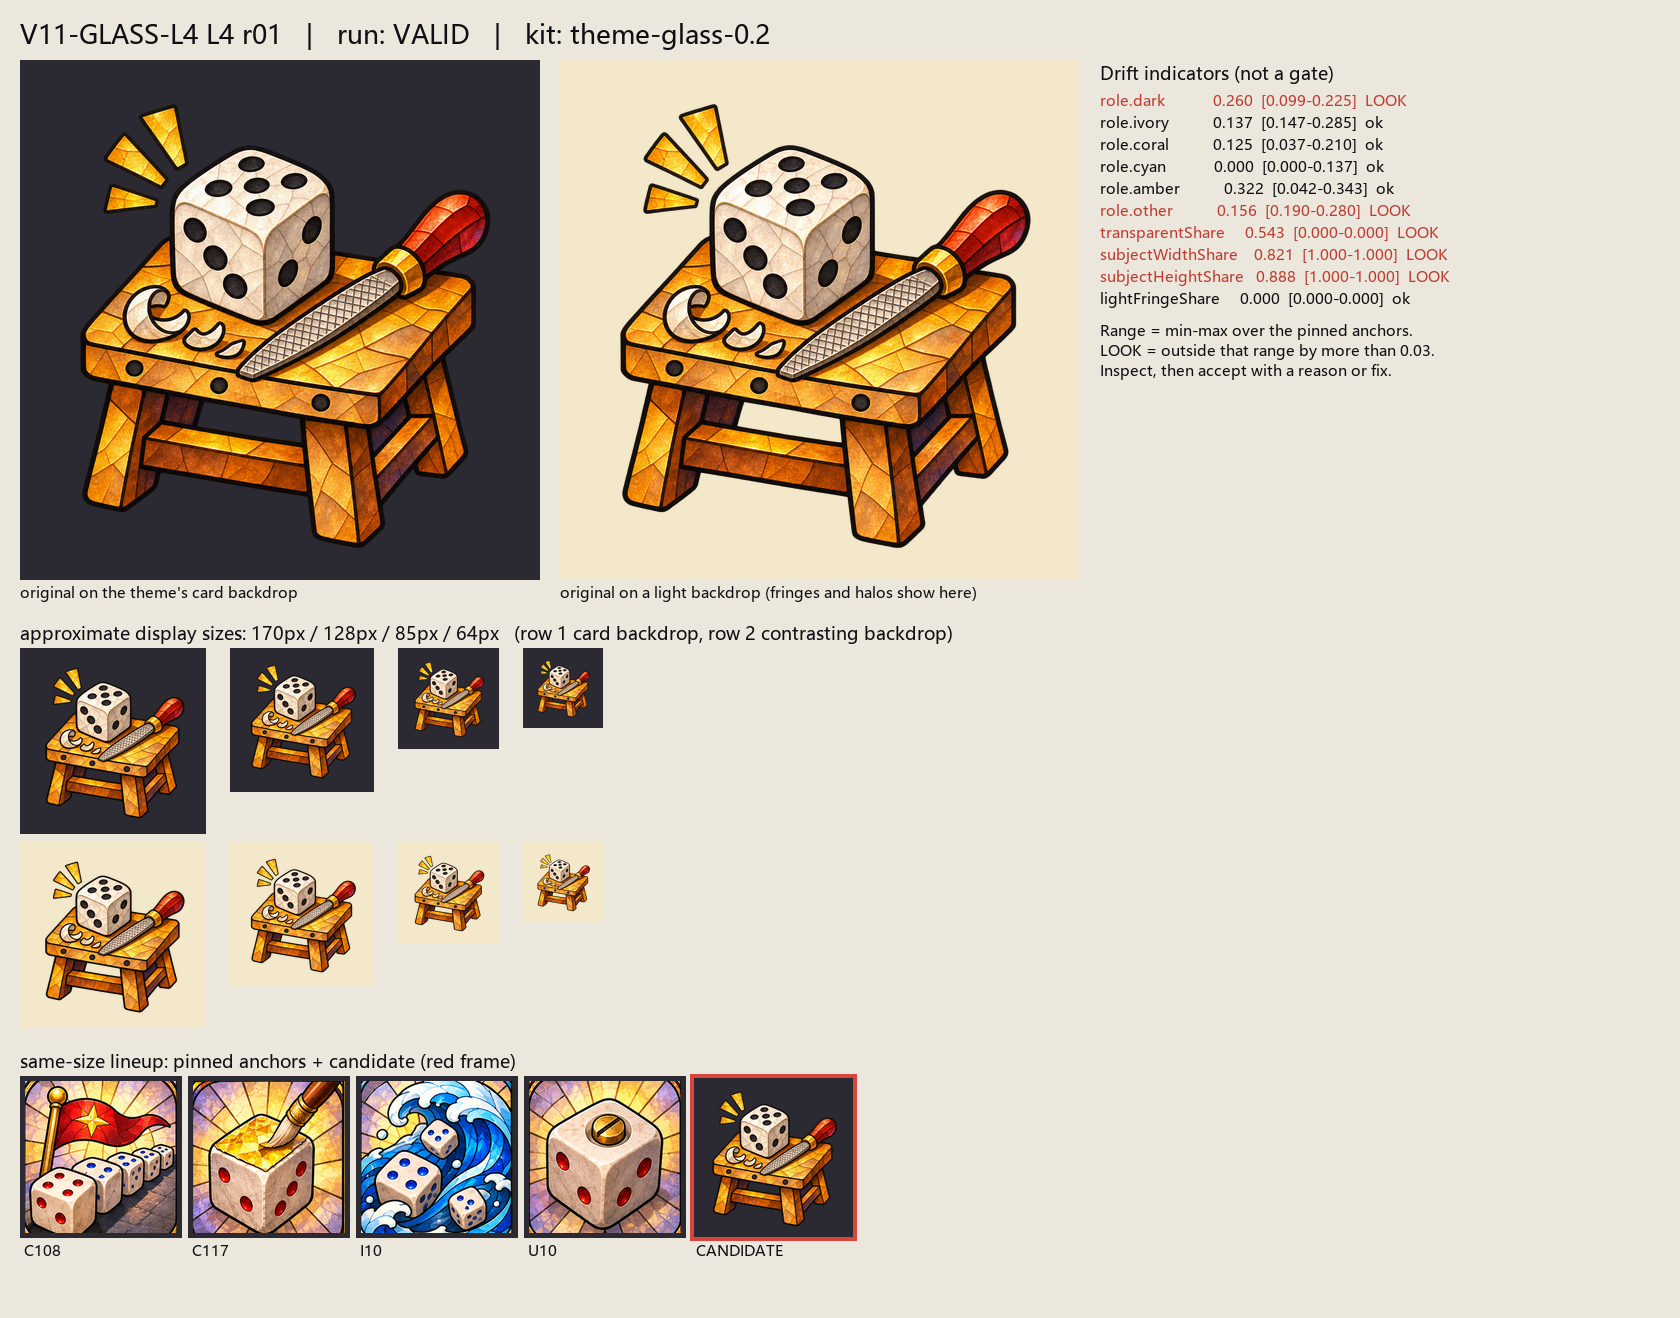 V11-GLASS-L4 L4 r01   |   run: VALID   |   kit: theme-glass-0.2
Drift indicators (not a gate)
role.dark 0.260 [0.099-0.225] LOOK
role.ivory 0.137 [0.147-0.285] ok
role.coral 0.125 [0.037-0.210] ok
role.cyan 0.000 [0.000-0.137] ok
role.amber 0.322 [0.042-0.343] ok
role.other 0.156 [0.190-0.280] LOOK
transparentShare 0.543 [0.000-0.000] LOOK
subjectWidthShare 0.821 [1.000-1.000] LOOK
subjectHeightShare 0.888 [1.000-1.000] LOOK
lightFringeShare 0.000 [0.000-0.000] ok
Range = min-max over the pinned anchors.
LOOK = outside that range by more than 0.03.
Inspect, then accept with a reason or fix.
original on the theme's card backdrop
original on a light backdrop (fringes and halos show here)
approximate display sizes: 170px / 128px / 85px / 64px   (row 1 card backdrop, row 2 contrasting backdrop)
same-size lineup: pinned anchors + candidate (red frame)
C108
C117
I10
U10
CANDIDATE